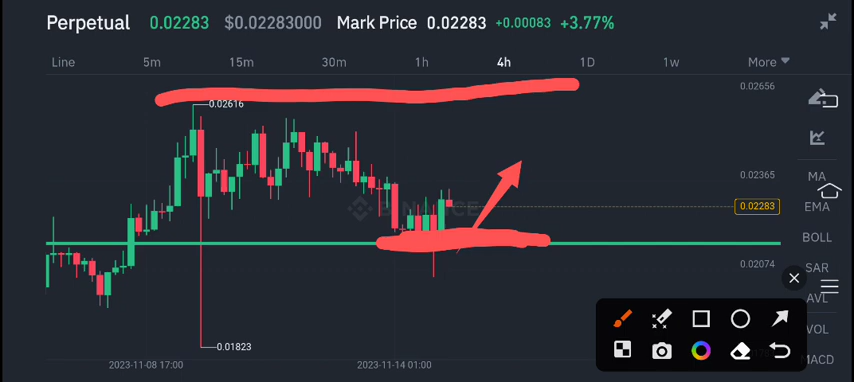 Perpetual 0.02283 $0.02283000 Mark Price 0.02283 +0.00083 +3.77%
Line 5m 15m 30m 1h 4h 1D 1w More
0.02656
0.02616
MA
0.02365
EMA
0.02283
BINANCE
BOLL
SAR
0.02074
AVL
VOL
0.01823
MACD
2023-11-08 17:00 2023-11-14 01:00